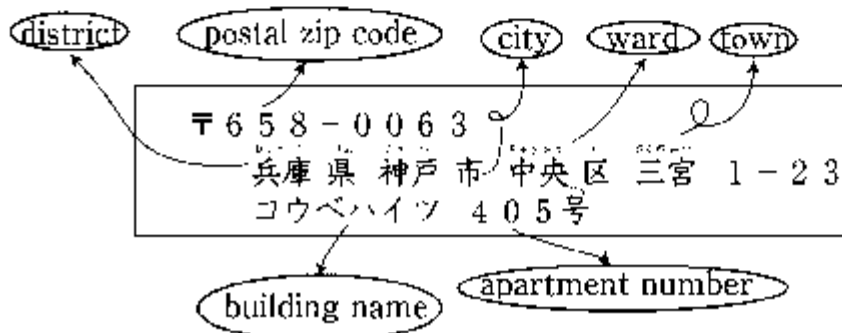 district postal zip code city ward town
〒658-0063
兵庫県 神戸市 中央区 三宮 1-23
コウベハイツ 405号
building name apartment number